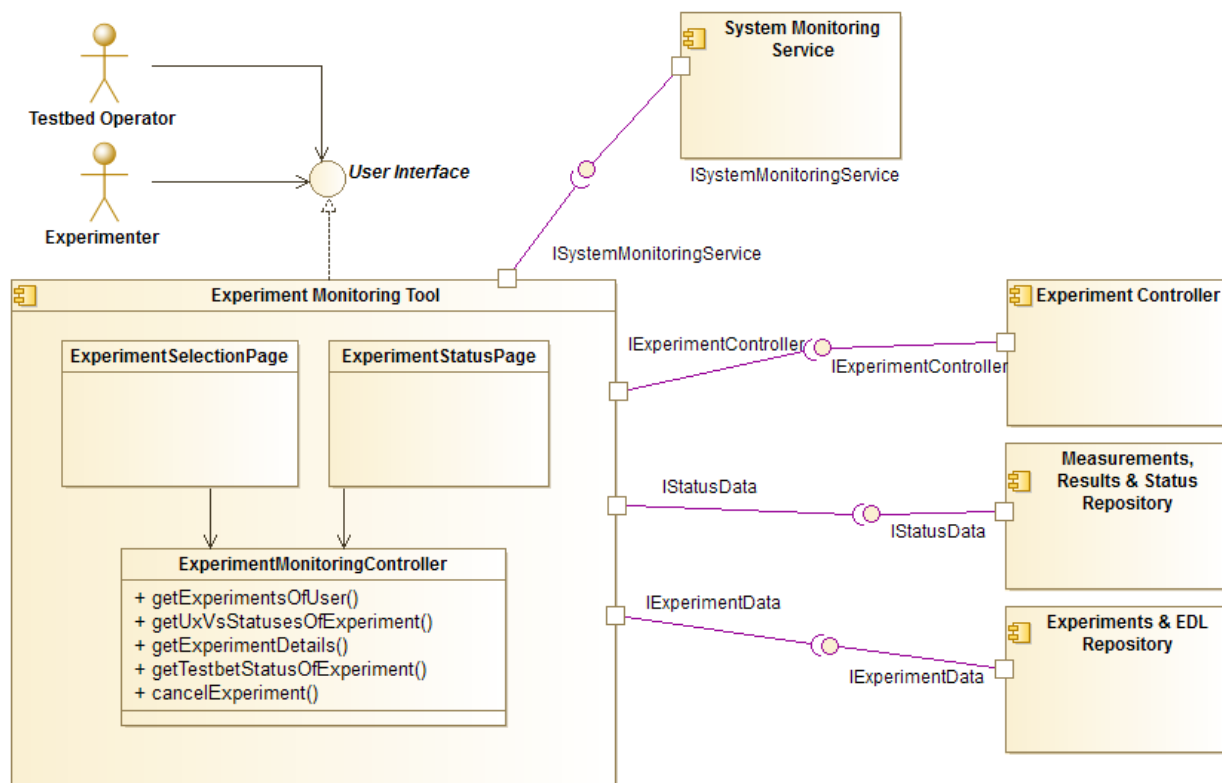 System Monitoring
Service
Testbed Operator
User Interface
ISystemMonitoringService
Experimenter
ISystemMonitoringService
Experiment Monitoring Tool
Experiment Controller
ExperimentSelectionPage
ExperimentStatusPage
IExperimentController
IExperimentController
Measurements,
Results & Status
Repository
IStatusData
IStatusData
ExperimentMonitoringController
+ getExperimentsOfUser()
+ getUxVsStatusesOfExperiment()
+ getExperimentDetails()
+ getTestbetStatusOfExperiment()
+ cancelExperiment()
IExperimentData
Experiments & EDL
Repository
IExperimentData